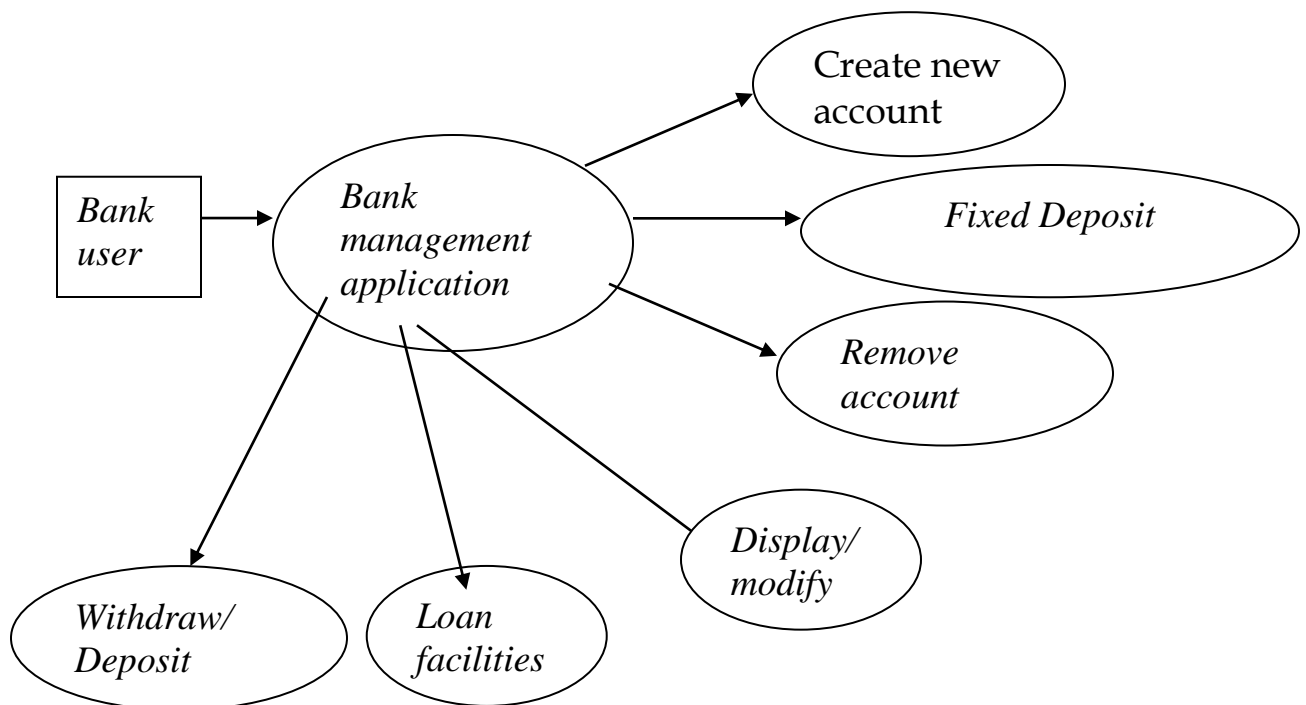 Create new
account
Bank
user
Bank
management
application
Fixed Deposit
Remove
account
Display/
modify
Withdraw/
Deposit
Loan
facilities